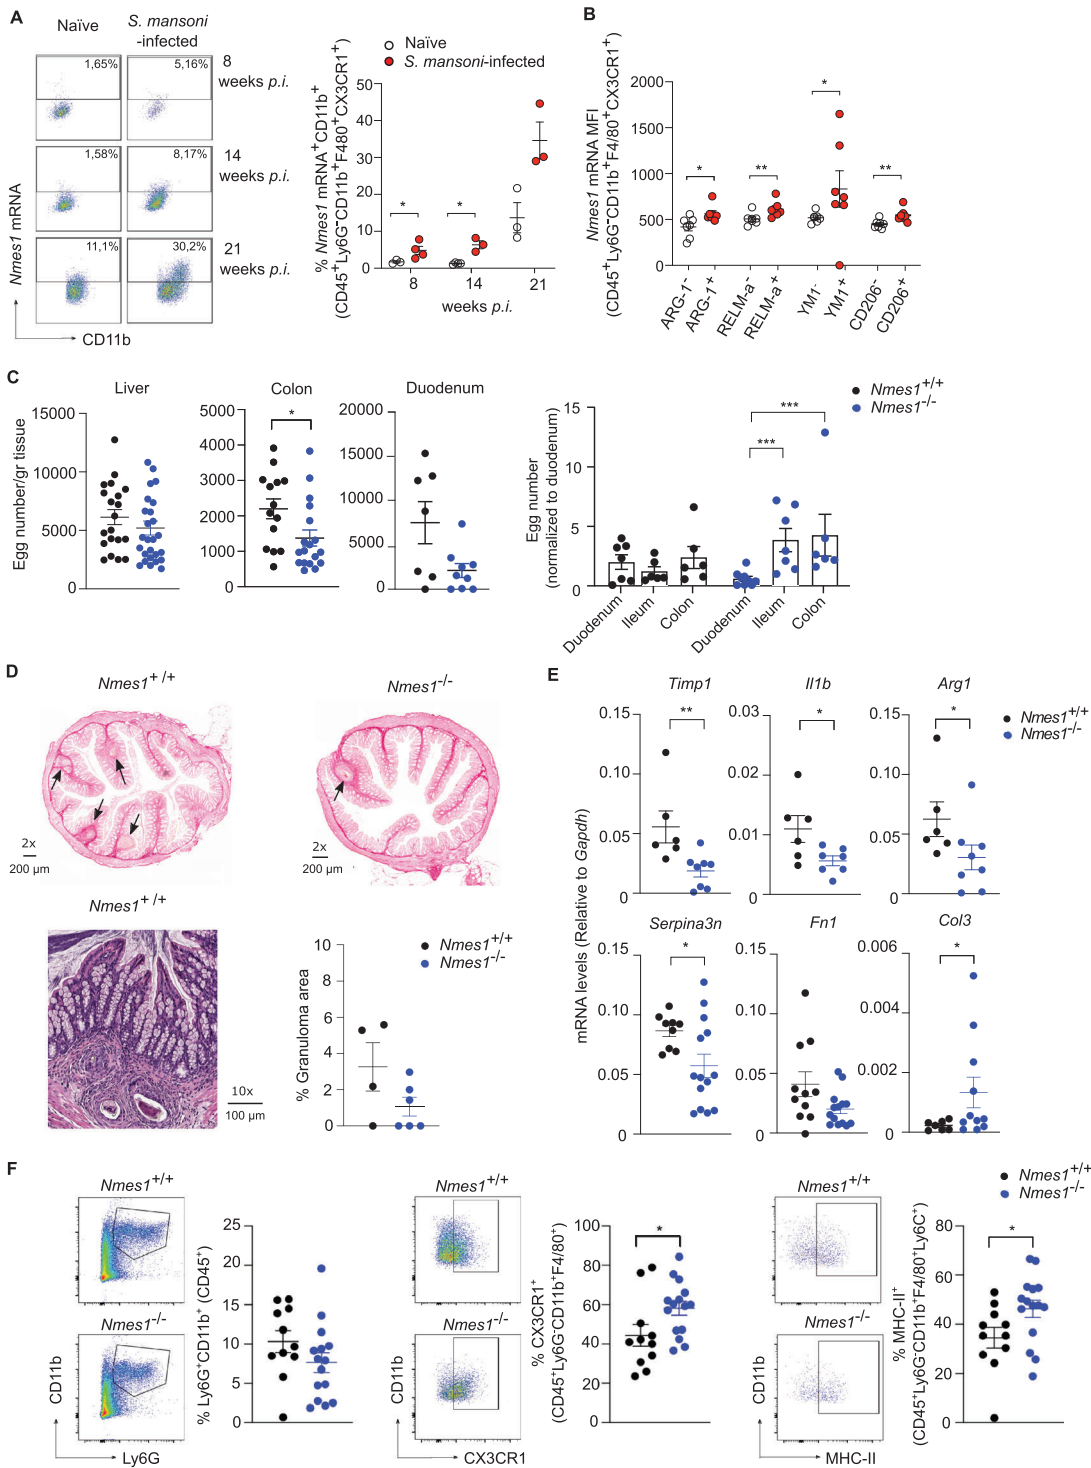 A
Naïve
S. mansoni
-infected
1,65%
5,16%
8
weeks p.i.
1,58%
8,17%
14
weeks p.i.
11,1%
30,2%
21
weeks p.i.
Nmes1 mRNA
CD11b
Naïve
S. mansoni-infected
% Nmes1 mRNA+CD11b+
(CD45+Ly6G-CD11b+F480+CX3CR1+)
50
40
30
20
10
0
*
*
8
14
21
weeks p.i.
B
Nmes1 mRNA MFI
(CD45+Ly6G-CD11b+F4/80+CX3CR1+)
2000
1500
1000
500
0
*
**
*
**
ARG-1-
ARG-1+
RELM-a-
RELM-a+
YM1-
YM1+
CD206-
CD206+
C
Liver
Colon
Duodenum
Egg number/gr tissue
15000
10000
5000
0
5000
4000
3000
2000
1000
0
*
20000
15000
10000
5000
0
Nmes1+/+
Nmes1-/-
Egg number
(normalized to duodenum)
15
10
5
0
***
***
Duodenum
Ileum
Colon
Duodenum
Ileum
Colon
D
Nmes1+/+
Nmes1-/-
2x
200 µm
2x
200 µm
Nmes1+/+
10x
100 µm
Nmes1+/+
Nmes1-/-
% Granuloma area
10
8
6
4
2
0
E
Timp1
Il1b
Arg1
Nmes1+/+
Nmes1-/-
mRNA levels (Relative to Gapdh)
0.15
0.10
0.05
0
**
0.03
0.02
0.01
0
*
0.15
0.10
0.05
0
*
Serpina3n
Fn1
Col3
0.15
0.10
0.05
0
*
0.15
0.10
0.05
0
0.006
0.004
0.002
0
*
F
Nmes1+/+
Nmes1-/-
CD11b
Ly6G
% Ly6G+CD11b+ (CD45+)
25
20
15
10
5
0
Nmes1+/+
Nmes1-/-
CD11b
CX3CR1
% CX3CR1+
(CD45+Ly6G-CD11b+F4/80+)
100
80
60
40
20
0
*
Nmes1+/+
Nmes1-/-
CD11b
MHC-II
% MHC-II+
(CD45+Ly6G-CD11b+F4/80+Ly6C+)
80
60
40
20
0
*
Nmes1+/+
Nmes1-/-